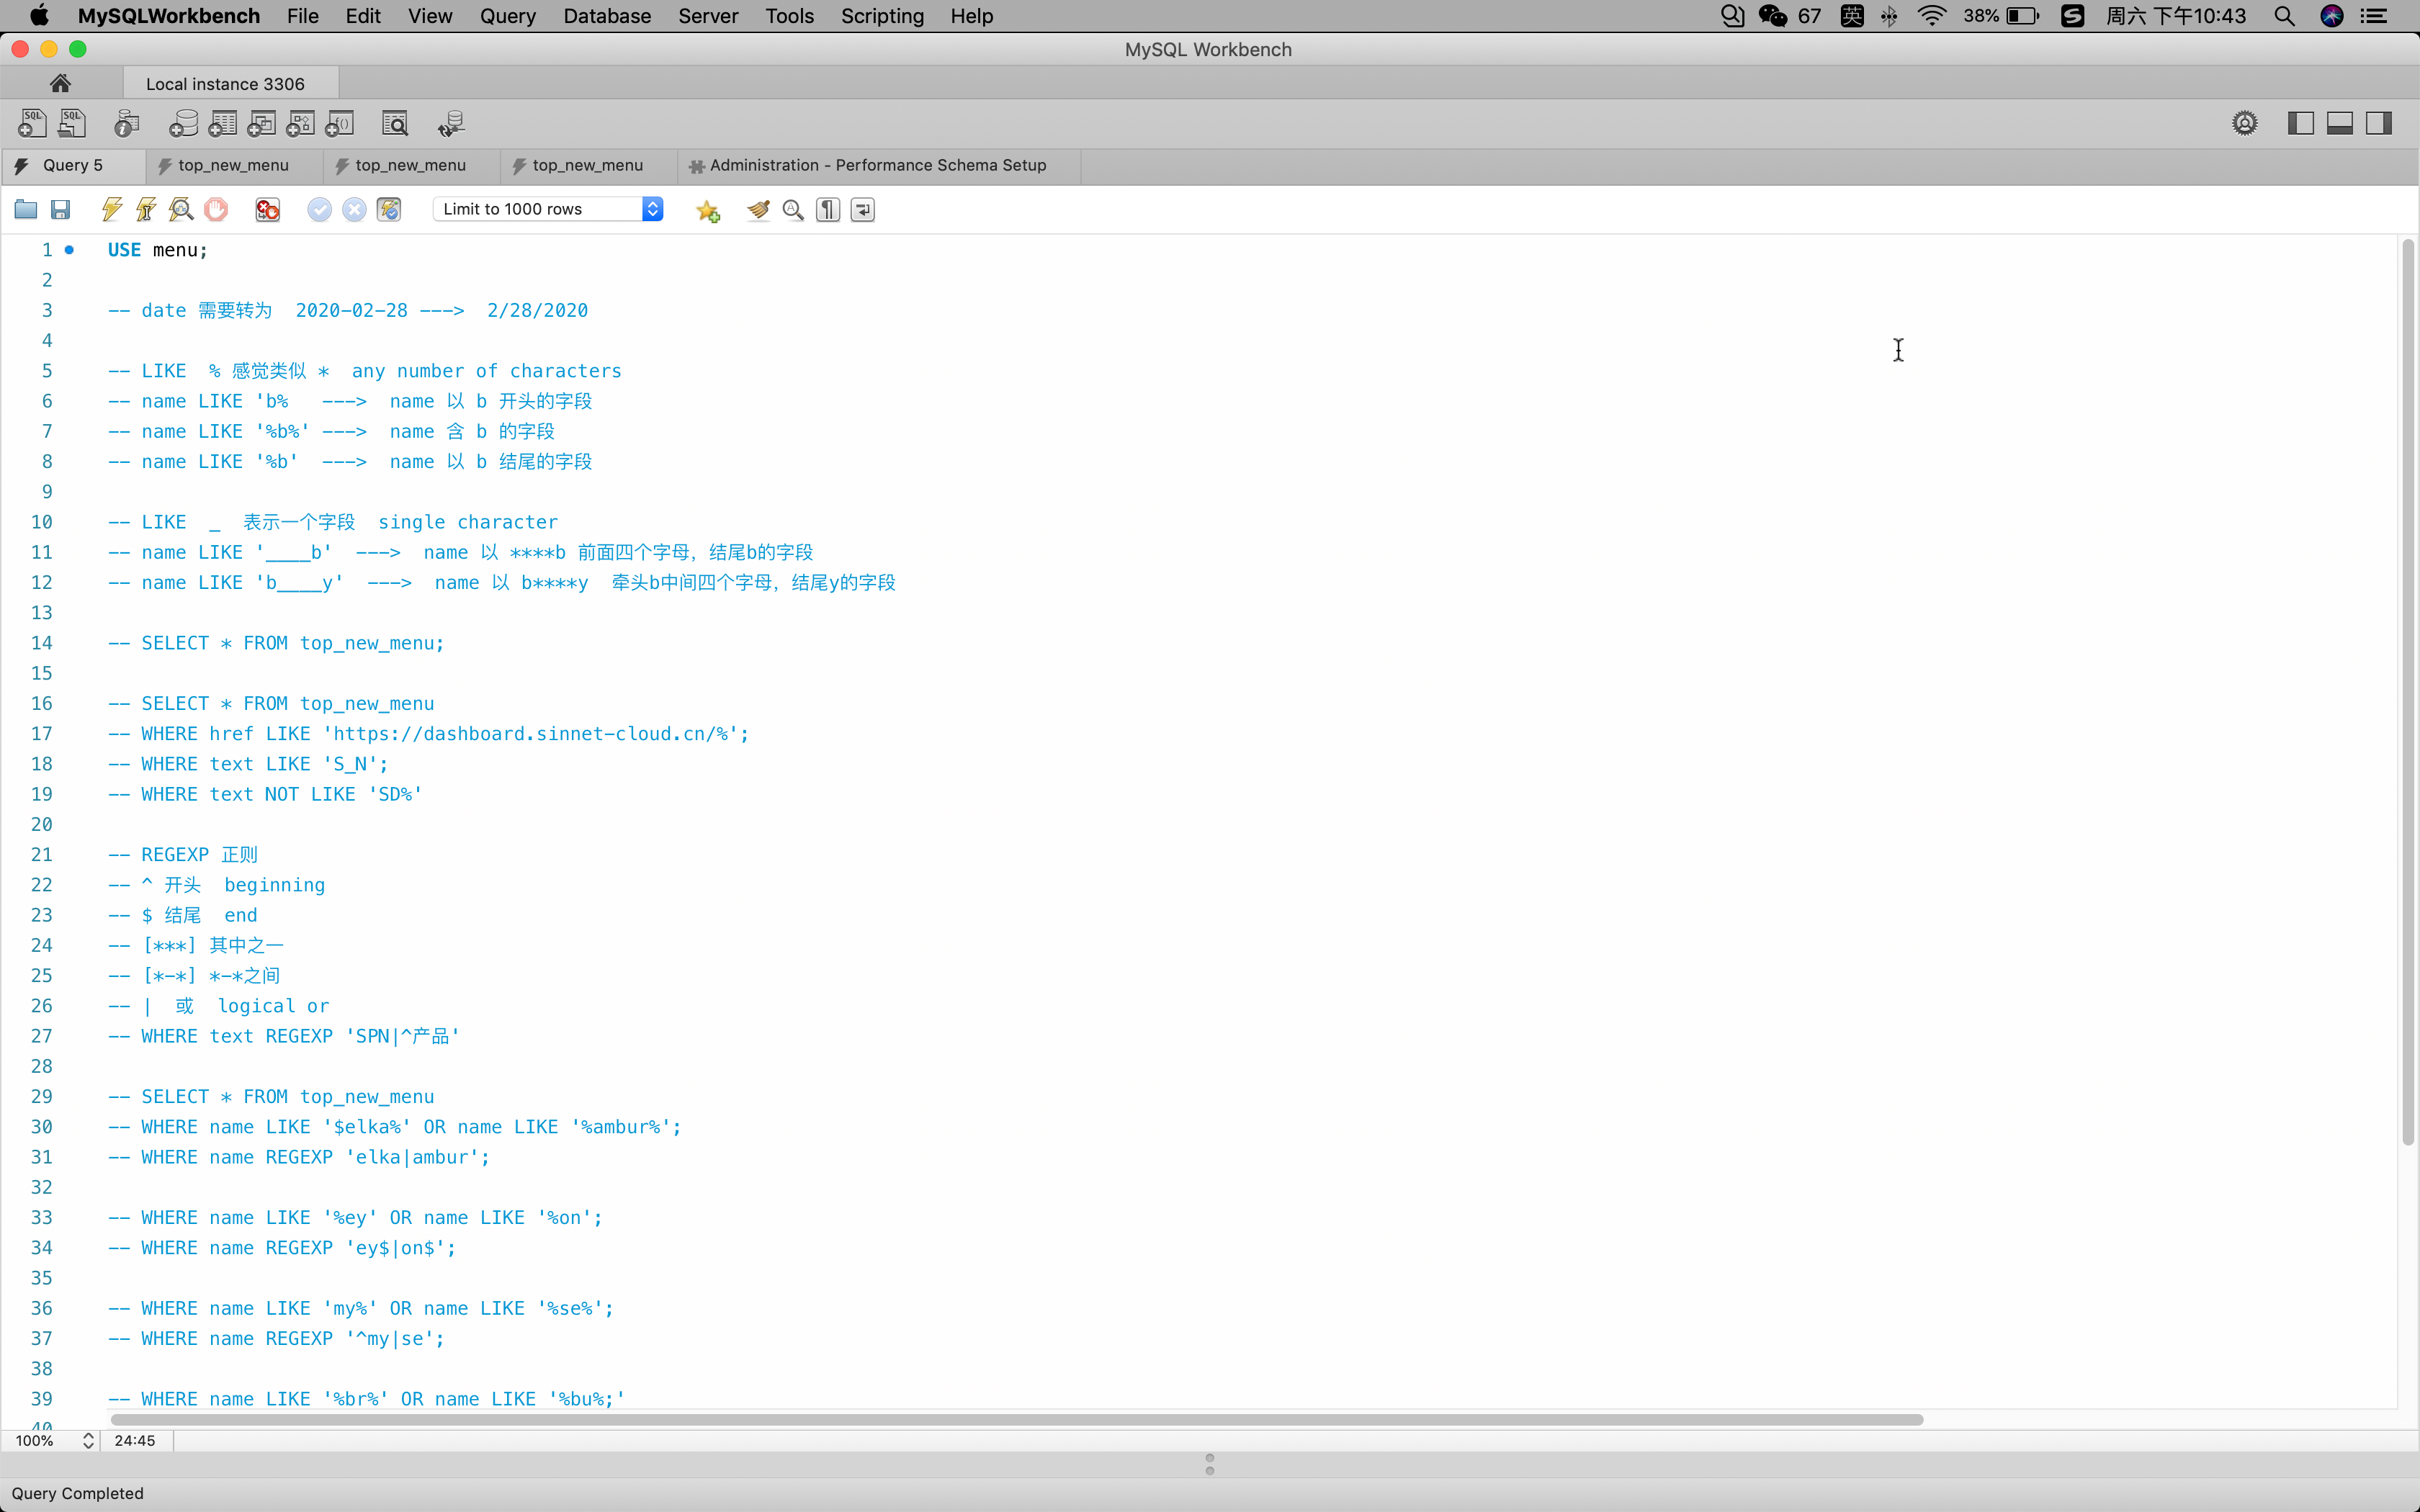 MySQLWorkbench File Edit View Query Database Server Tools Scripting Help 67 英 38% S 周六 下午10:43
MySQL Workbench
Local instance 3306
SQL SQL
Query 5 top_new_menu top_new_menu top_new_menu Administration - Performance Schema Setup
Limit to 1000 rows
1 USE menu;
2
3 -- date 需要转为 2020-02-28 ---> 2/28/2020
4
5 -- LIKE % 感觉类似 * any number of characters
6 -- name LIKE 'b% ---> name 以 b 开头的字段
7 -- name LIKE '%b%' ---> name 含 b 的字段
8 -- name LIKE '%b' ---> name 以 b 结尾的字段
9
10 -- LIKE _ 表示一个字段 single character
11 -- name LIKE '____b' ---> name 以 ****b 前面四个字母，结尾b的字段
12 -- name LIKE 'b____y' ---> name 以 b****y 牵头b中间四个字母，结尾y的字段
13
14 -- SELECT * FROM top_new_menu;
15
16 -- SELECT * FROM top_new_menu
17 -- WHERE href LIKE 'https://dashboard.sinnet-cloud.cn/%';
18 -- WHERE text LIKE 'S_N';
19 -- WHERE text NOT LIKE 'SD%'
20
21 -- REGEXP 正则
22 -- ^ 开头 beginning
23 -- $ 结尾 end
24 -- [***] 其中之一
25 -- [*-*] *-*之间
26 -- | 或 logical or
27 -- WHERE text REGEXP 'SPN|^产品'
28
29 -- SELECT * FROM top_new_menu
30 -- WHERE name LIKE '$elka%' OR name LIKE '%ambur%';
31 -- WHERE name REGEXP 'elka|ambur';
32
33 -- WHERE name LIKE '%ey' OR name LIKE '%on';
34 -- WHERE name REGEXP 'ey$|on$';
35
36 -- WHERE name LIKE 'my%' OR name LIKE '%se%';
37 -- WHERE name REGEXP '^my|se';
38
39 -- WHERE name LIKE '%br%' OR name LIKE '%bu%;'
40
100% 24:45
Query Completed